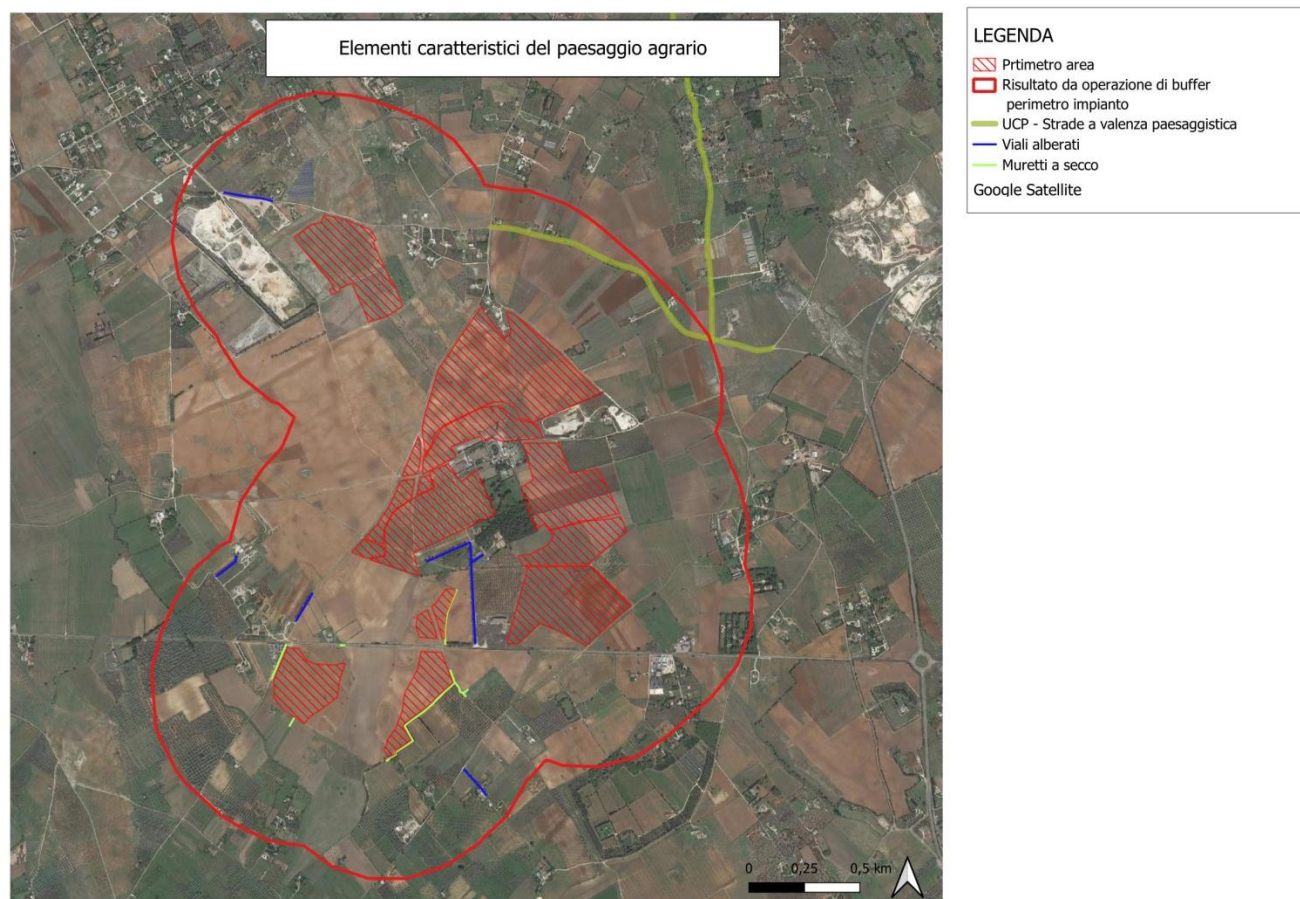 Elementi caratteristici del paesaggio agrario
LEGENDA
Prtimetro area
Risultato da operazione di buffer
perimetro impianto
UCP - Strade a valenza paesaggistica
Viali alberati
Muretti a secco
Google Satellite
0 0,25 0,5 km